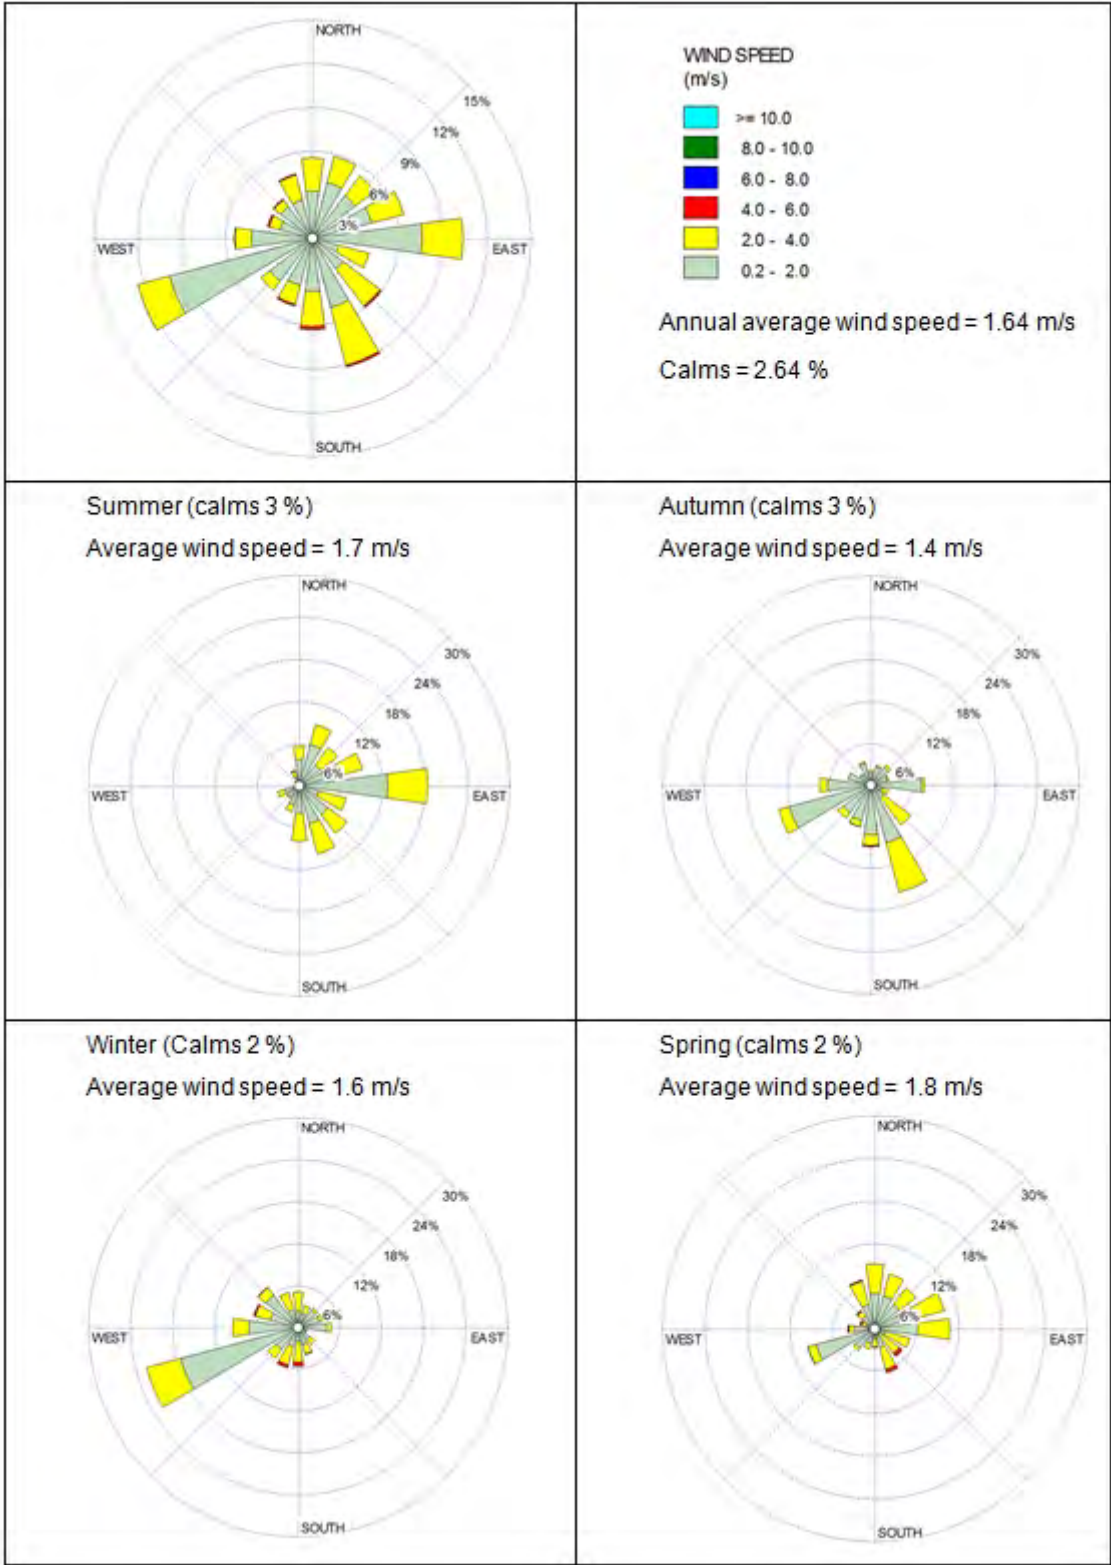 NORTH
15%
12%
9%
6%
3%
WEST
EAST
SOUTH
WIND SPEED
(m/s)
>= 10.0
8.0 - 10.0
6.0 - 8.0
4.0 - 6.0
2.0 - 4.0
0.2 - 2.0
Annual average wind speed = 1.64 m/s
Calms = 2.64 %
Summer (calms 3 %)
Average wind speed = 1.7 m/s
NORTH
30%
24%
18%
12%
6%
WEST
EAST
SOUTH
Autumn (calms 3 %)
Average wind speed = 1.4 m/s
NORTH
30%
24%
18%
12%
6%
WEST
EAST
SOUTH
Winter (Calms 2 %)
Average wind speed = 1.6 m/s
NORTH
30%
24%
18%
12%
6%
WEST
EAST
SOUTH
Spring (calms 2 %)
Average wind speed = 1.8 m/s
NORTH
30%
24%
18%
12%
6%
WEST
EAST
SOUTH